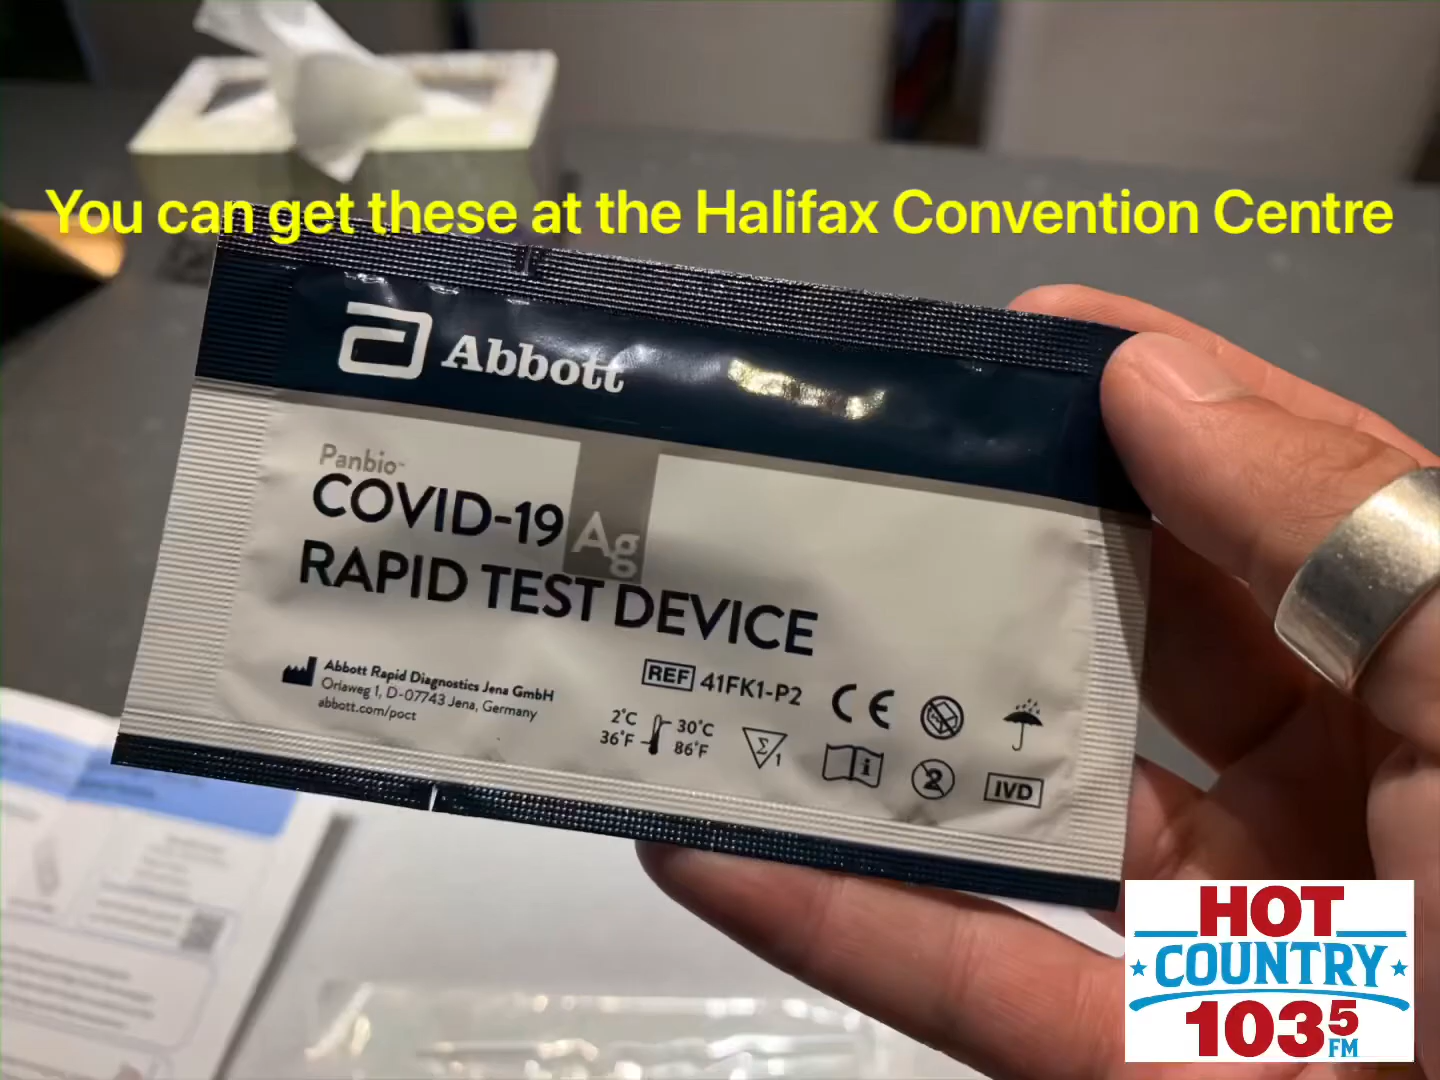 You can get these at the Halifax Convention Centre
Abbott
Panbio™
COVID-19 Ag
RAPID TEST DEVICE
Abbott Rapid Diagnostics Jena GmbH
Orlaweg 1, D-07743 Jena, Germany
abbott.com/poct
REF 41FK1-P2
CE
2°C 30°C
36°F 86°F
Σ 1
i
2
IVD
HOT
COUNTRY
1035
FM